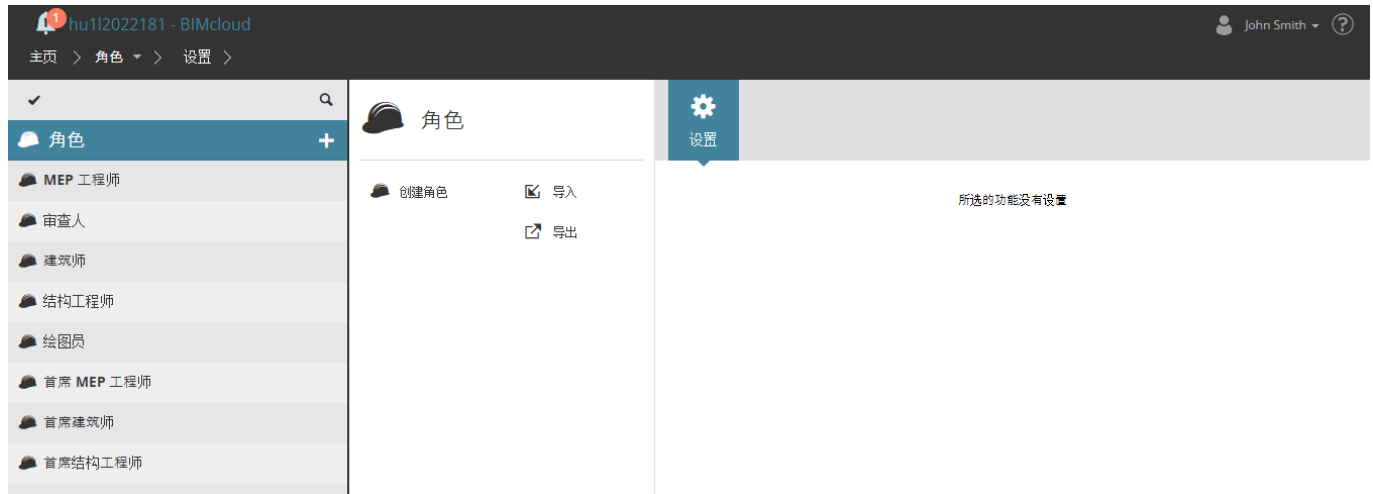 1
hu1l2022181 - BIMcloud
John Smith
?
主页 > 角色 > 设置 >
角色
+
MEP 工程师
审查人
建筑师
结构工程师
绘图员
首席 MEP 工程师
首席建筑师
首席结构工程师
角色
创建角色
导入
导出
设置
所选的功能没有设置